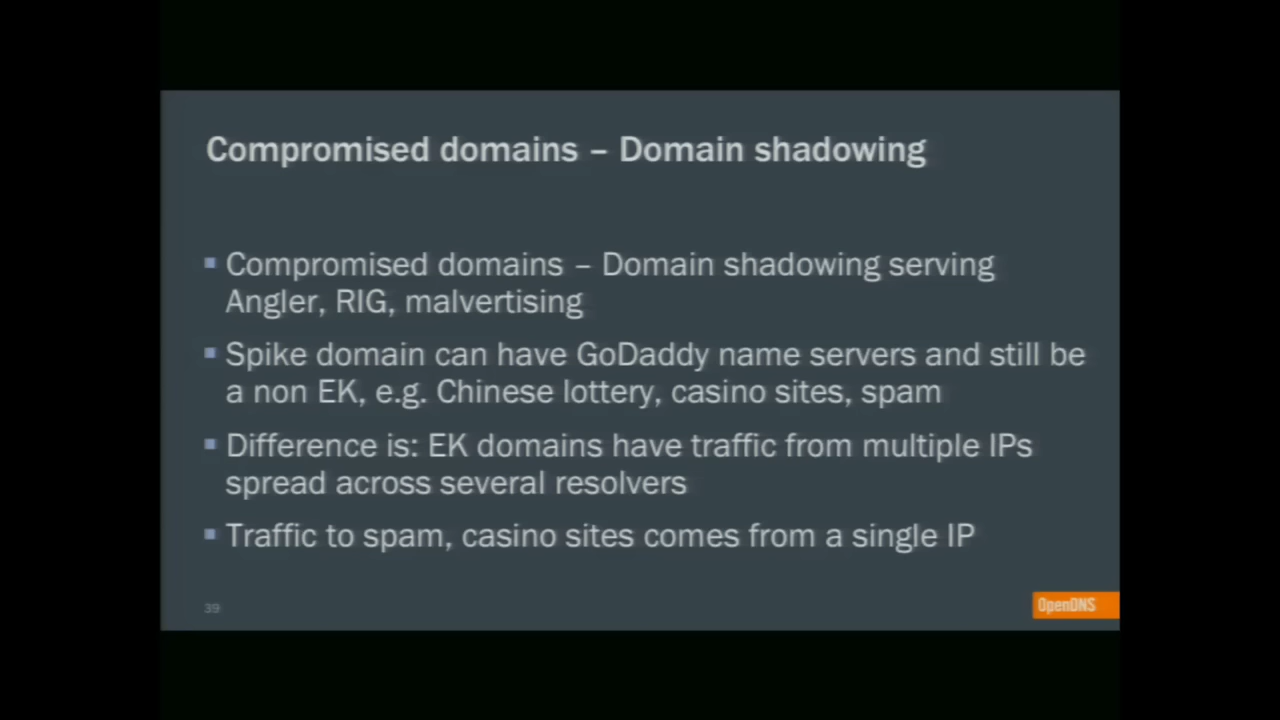 Compromised domains – Domain shadowing
▪ Compromised domains – Domain shadowing serving
Angler, RIG, malvertising
▪ Spike domain can have GoDaddy name servers and still be
a non EK, e.g. Chinese lottery, casino sites, spam
▪ Difference is: EK domains have traffic from multiple IPs
spread across several resolvers
▪ Traffic to spam, casino sites comes from a single IP
39
OpenDNS